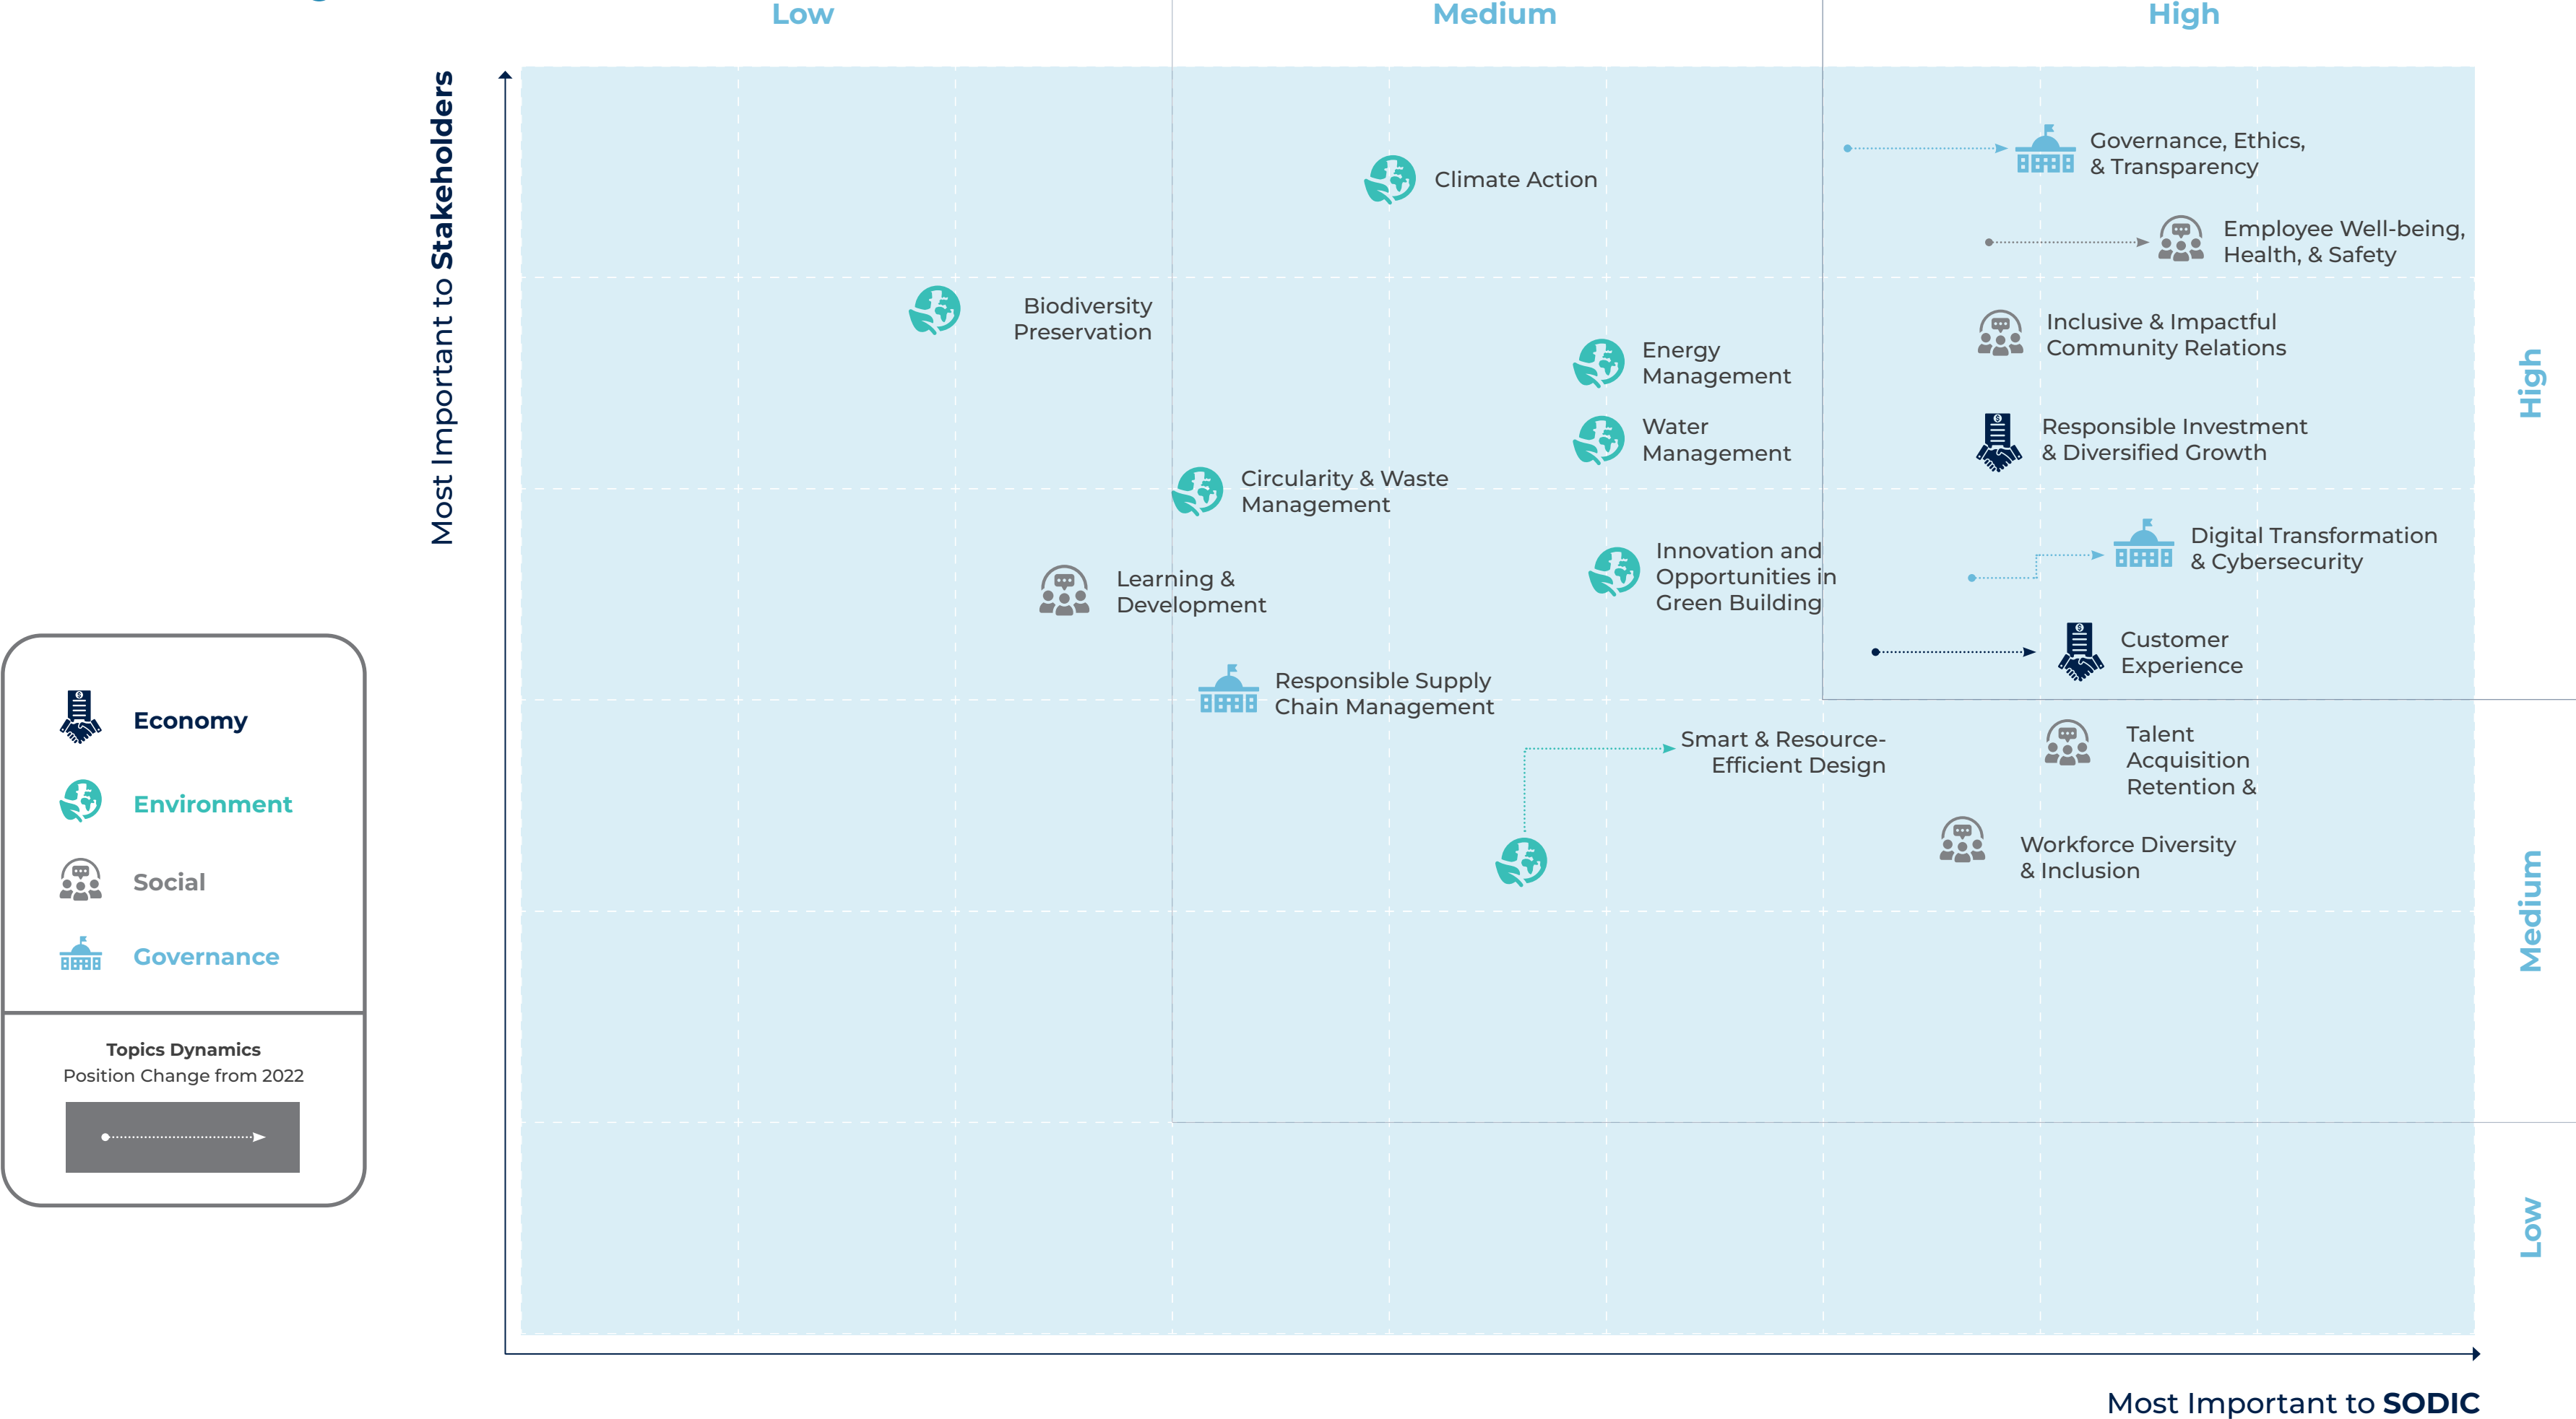 Low
Medium
High
Most Important to Stakeholders
Governance, Ethics,
& Transparency
Climate Action
Employee Well-being,
Health, & Safety
Biodiversity
Preservation
Inclusive & Impactful
Community Relations
Energy
Management
High
Responsible Investment
& Diversified Growth
Water
Management
Circularity & Waste
Management
Digital Transformation
& Cybersecurity
Innovation and
Opportunities in
Green Building
Learning &
Development
Customer
Experience
Responsible Supply
Chain Management
Smart & Resource-
Efficient Design
Talent
Acquisition
Retention &
Workforce Diversity
& Inclusion
Medium
Low
Economy
Environment
Social
Governance
Topics Dynamics
Position Change from 2022
Most Important to SODIC